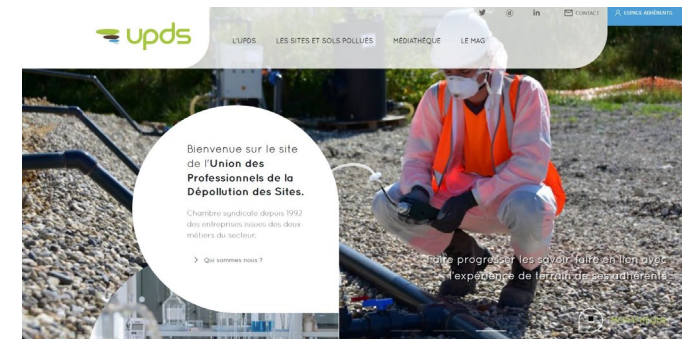 upds
L'UPDS
LES SITES ET SOLS POLLUÉS
MÉDIATHÈQUE
LE MAG
CONTACT
ESPACE ADHÉRENTS
Bienvenue sur le site
de l'Union des
Professionnels de la
Dépollution des Sites.
Chambre syndicale depuis 1992
des entreprises issues des deux
métiers du secteur.
Qui sommes nous ?
Faire progresser les savoir-faire en lien avec
l'expérience de terrain de ses adhérents